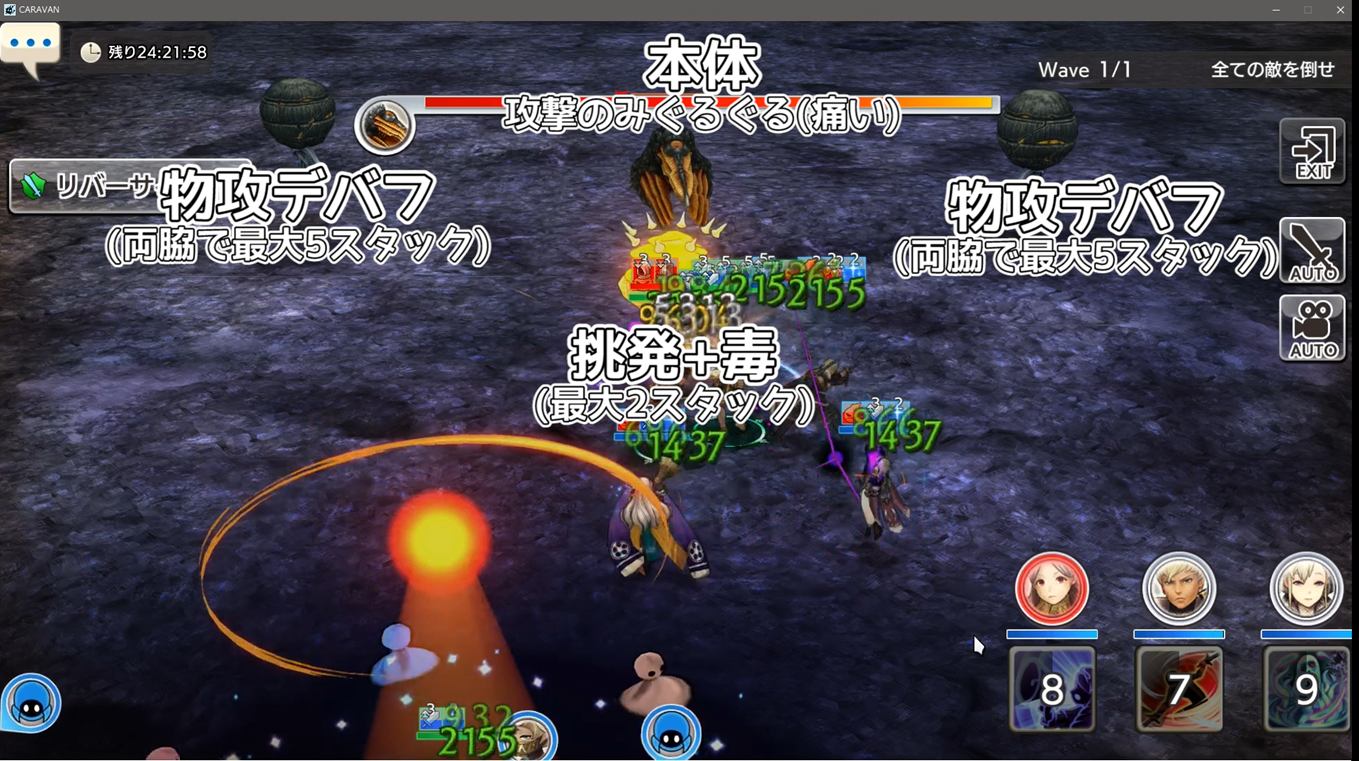 CARAVAN
残り24:21:58
本体
Wave 1/1
全ての敵を倒せ
攻撃のみぐるぐる(痛い)
EXIT
リバーサ
物攻デバフ
(両脇で最大5スタック)
物攻デバフ
(両脇で最大5スタック)
AUTO
2155
2155
挑発+毒
(最大2スタック)
AUTO
1437
1437
8
7
9
3
932
2155